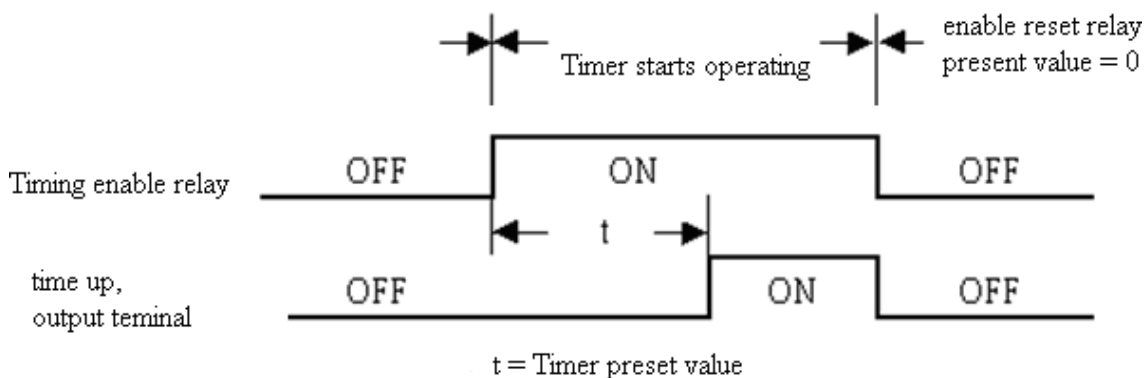 enable reset relay
present value = 0
Timer starts operating
Timing enable relay
OFF
ON
OFF
t
time up,
output teminal
OFF
ON
OFF
t = Timer preset value